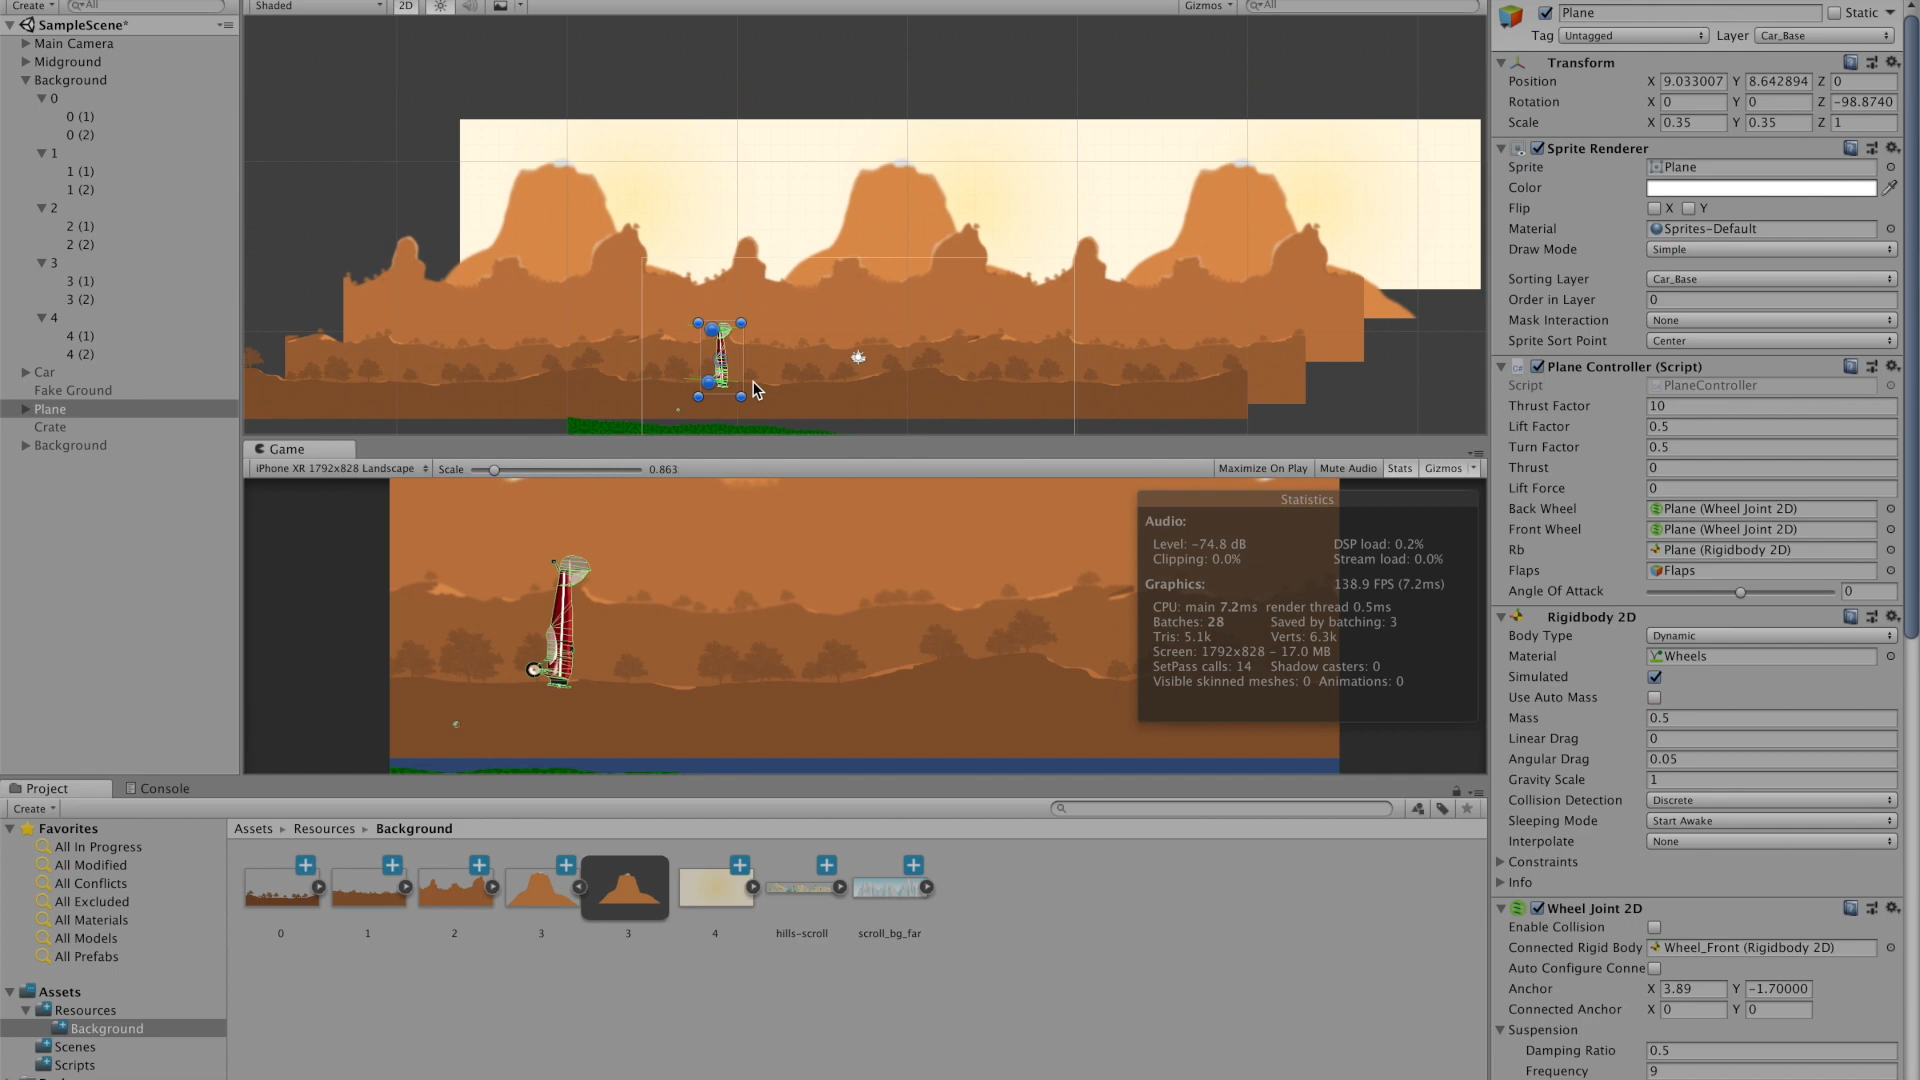 Create
All
Shaded
2D
Gizmos
All
SampleScene*
Main Camera
Midground
Background
0
0 (1)
0 (2)
1
1 (1)
1 (2)
2
2 (1)
2 (2)
3
3 (1)
3 (2)
4
4 (1)
4 (2)
Car
Fake Ground
Plane
Crate
Background
Game
iPhone XR 1792x828 Landscape
Scale
0.863
Maximize On Play
Mute Audio
Stats
Gizmos
Statistics
Audio:
Level: -74.8 dB
DSP load: 0.2%
Clipping: 0.0%
Stream load: 0.0%
Graphics:
138.9 FPS (7.2ms)
CPU: main 7.2ms render thread 0.5ms
Batches: 28
Saved by batching: 3
Tris: 5.1k
Verts: 6.3k
Screen: 1792x828 - 17.0 MB
SetPass calls: 14
Shadow casters: 0
Visible skinned meshes: 0 Animations: 0
Project
Console
Create
Favorites
All In Progress
All Modified
All Conflicts
All Excluded
All Materials
All Models
All Prefabs
Assets
Resources
Background
Scenes
Scripts
Assets
Resources
Background
0
1
2
3
3
4
hills-scroll
scroll_bg_far
Plane
Static
Tag Untagged
Layer Car_Base
Transform
Position X 9.033007 Y 8.642894 Z 0
Rotation X 0 Y 0 Z -98.8740
Scale X 0.35 Y 0.35 Z 1
Sprite Renderer
Sprite Plane
Color
Flip X Y
Material Sprites-Default
Draw Mode Simple
Sorting Layer Car_Base
Order in Layer 0
Mask Interaction None
Sprite Sort Point Center
C#
Plane Controller (Script)
Script PlaneController
Thrust Factor 10
Lift Factor 0.5
Turn Factor 0.5
Thrust 0
Lift Force 0
Back Wheel Plane (Wheel Joint 2D)
Front Wheel Plane (Wheel Joint 2D)
Rb Plane (Rigidbody 2D)
Flaps Flaps
Angle Of Attack 0
Rigidbody 2D
Body Type Dynamic
Material Wheels
Simulated
Use Auto Mass
Mass 0.5
Linear Drag 0
Angular Drag 0.05
Gravity Scale 1
Collision Detection Discrete
Sleeping Mode Start Awake
Interpolate None
Constraints
Info
Wheel Joint 2D
Enable Collision
Connected Rigid Body Wheel_Front (Rigidbody 2D)
Auto Configure Conne
Anchor X 3.89 Y -1.70000
Connected Anchor X 0 Y 0
Suspension
Damping Ratio 0.5
Frequency 9